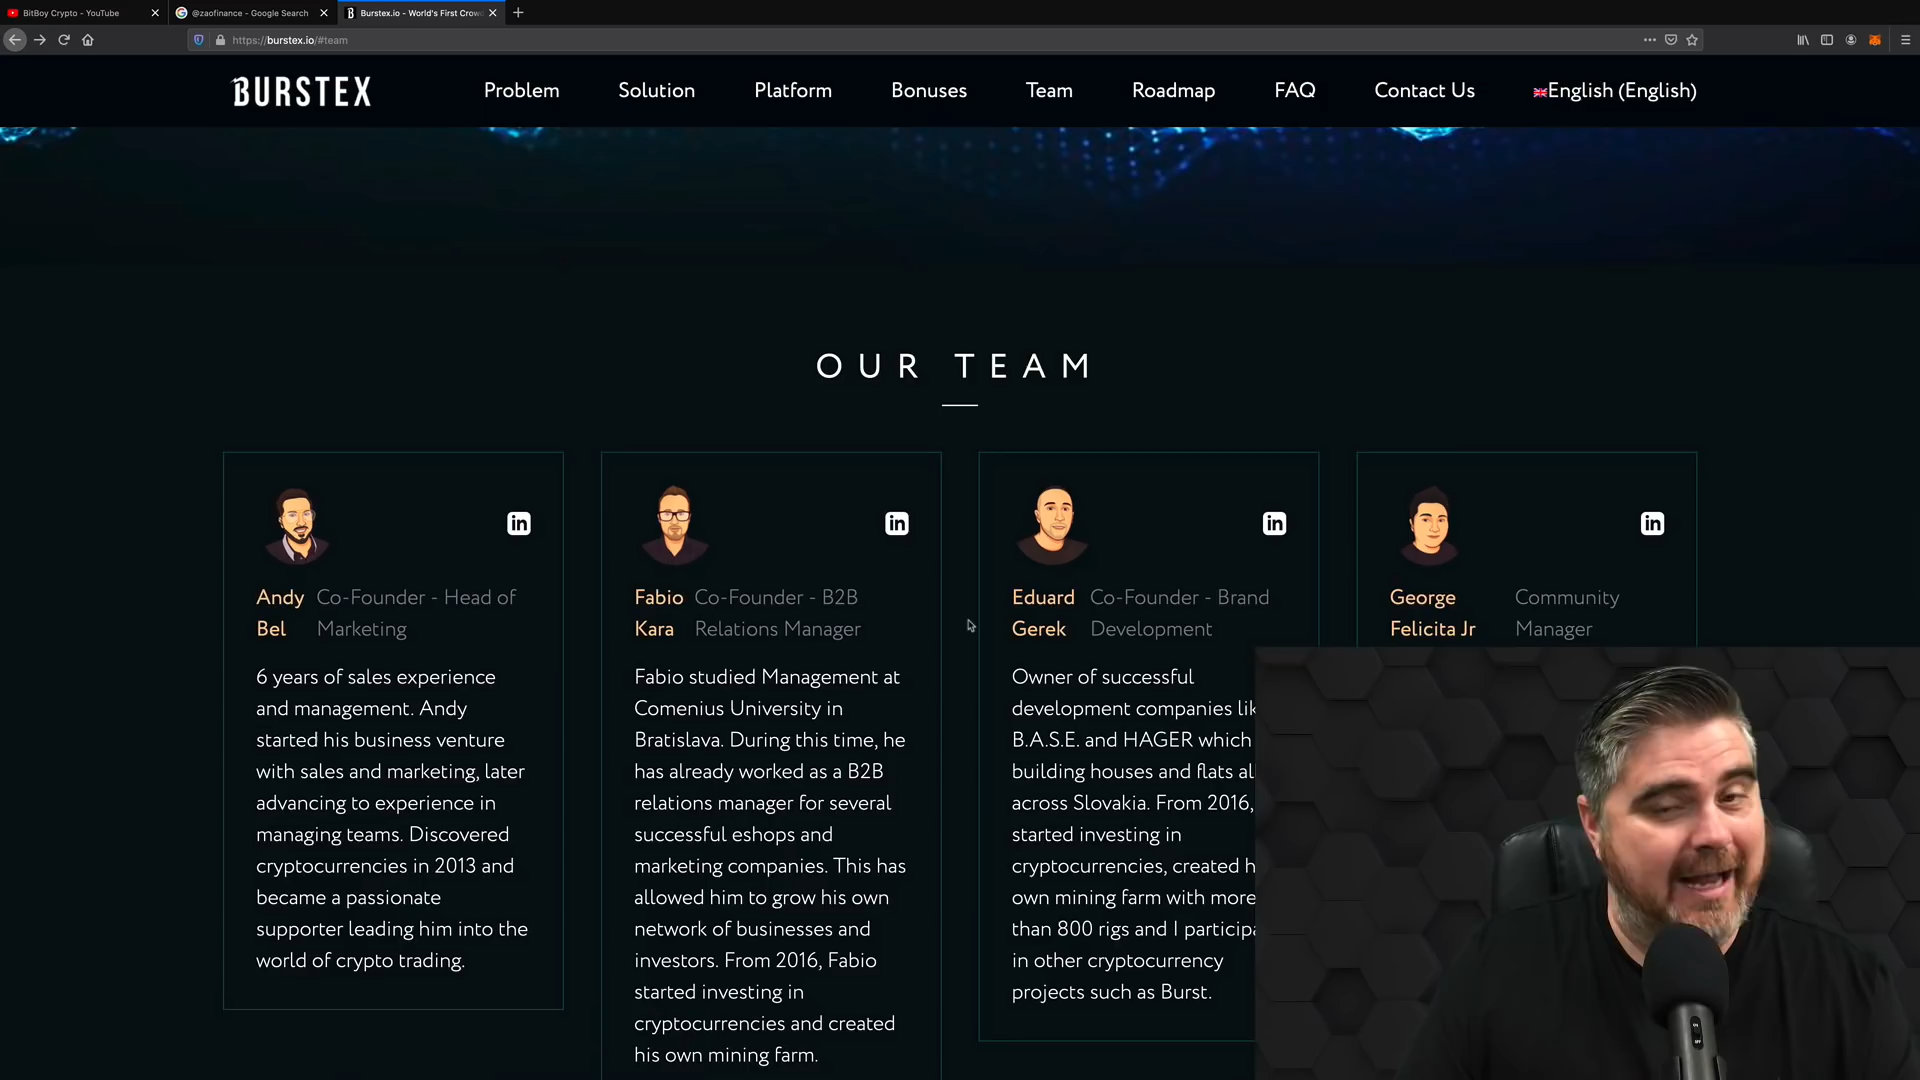 BitBoy Crypto - YouTube
@zaofinance - Google Search
Burstex.io - World's First Crow
https://burstex.io/#team
BURSTEX
Problem
Solution
Platform
Bonuses
Team
Roadmap
FAQ
Contact Us
English (English)
OUR TEAM
in
Andy Bel
Co-Founder - Head of
Marketing
6 years of sales experience
and management. Andy
started his business venture
with sales and marketing, later
advancing to experience in
managing teams. Discovered
cryptocurrencies in 2013 and
became a passionate
supporter leading him into the
world of crypto trading.
in
Fabio Kara
Co-Founder - B2B
Relations Manager
Fabio studied Management at
Comenius University in
Bratislava. During this time, he
has already worked as a B2B
relations manager for several
successful eshops and
marketing companies. This has
allowed him to grow his own
network of businesses and
investors. From 2016, Fabio
started investing in
cryptocurrencies and created
his own mining farm.
in
Eduard Gerek
Co-Founder - Brand
Development
Owner of successful
development companies lik
B.A.S.E. and HAGER which
building houses and flats al
across Slovakia. From 2016,
started investing in
cryptocurrencies, created h
own mining farm with more
than 800 rigs and I participa
in other cryptocurrency
projects such as Burst.
in
George Felicita Jr
Community
Manager